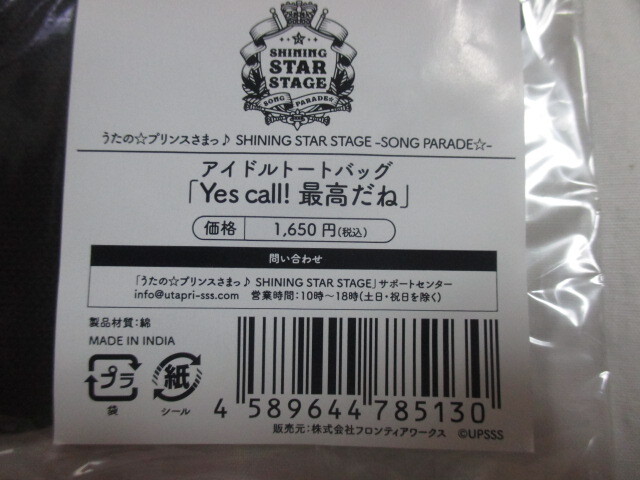 SHINING
STAR
STAGE
SONG PARADE☆
うたの☆プリンスさまっ♪ SHINING STAR STAGE -SONG PARADE☆-
アイドルトートバッグ
「Yes call! 最高だね」
価格 1,650 円(税込)
問い合わせ
「うたの☆プリンスさまっ♪ SHINING STAR STAGE」サポートセンター
info@utapri-sss.com 営業時間：10時〜18時(土日・祝日を除く)
製品材質：綿
MADE IN INDIA
プラ 紙
袋 シール
4 589644 785130
販売元：株式会社フロンティアワークス ©UPSSS